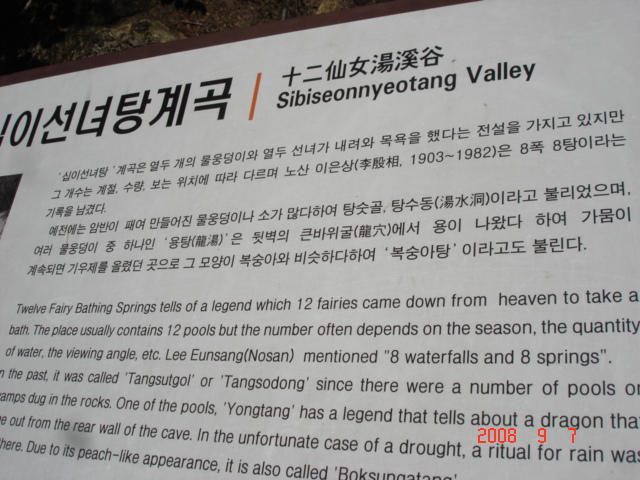 십이선녀탕계곡
十二仙女湯溪谷
Sibiseonnyeotang Valley
'십이선녀탕 '계곡은 열두 개의 물웅덩이와 열두 선녀가 내려와 목욕을 했다는 전설을 가지고 있지만
그 개수는 계절, 수량, 보는 위치에 따라 다르며 노산 이은상(李殷相, 1903~1982)은 8폭 8탕이라는
기록을 남겼다.
예전에는 암반이 패여 만들어진 물웅덩이나 소가 많다하여 탕숫골, 탕수동(湯水洞)이라고 불리었으며,
여러 물웅덩이 중 하나인 '용탕(龍湯)'은 뒷벽의 큰바위굴(龍穴)에서 용이 나왔다 하여 가뭄이
계속되면 기우제를 올렸던 곳으로 그 모양이 복숭아와 비슷하다하여 '복숭아탕'이라고도 불린다.
Twelve Fairy Bathing Springs tells of a legend which 12 fairies came down from heaven to take a
bath. The place usually contains 12 pools but the number often depends on the season, the quantity
of water, the viewing angle, etc. Lee Eunsang(Nosan) mentioned "8 waterfalls and 8 springs".
in the past, it was called 'Tangsutgol' or 'Tangsodong' since there were a number of pools or
dug in the rocks. One of the pools, 'Yongtang' has a legend that tells about a dragon that
out from the rear wall of the cave. In the unfortunate case of a drought, a ritual for rain was
there. Due to its peach-like appearance, it is also called 'Boksungatang'
2008 9 7